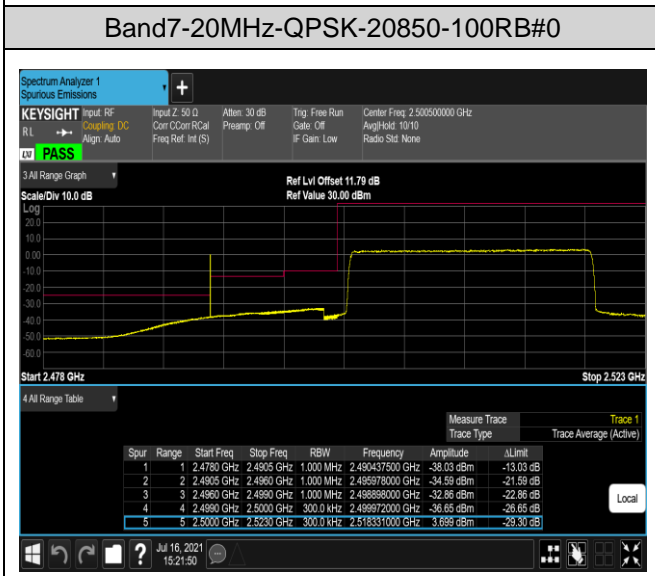 Band7-20MHz-QPSK-20850-100RB#0
Spectrum Analyzer 1
Spurious Emissions
+
KEYSIGHT Input: RF Input Z: 50 Ω Atten: 30 dB Trig: Free Run Center Freq: 2.500500000 GHz
R L Coupling: DC Corr CCorr RCal Preamp: Off Gate: Off Avg|Hold: 10/10
Align: Auto Freq Ref: Int (S) IF Gain: Low Radio Std: None
LXI PASS
3 All Range Graph
Ref Lvl Offset 11.79 dB
Scale/Div 10.0 dB Ref Value 30.00 dBm
Log
20.0
10.0
0.00
-10.0
-20.0
-30.0
-40.0
-50.0
-60.0
Start 2.478 GHz Stop 2.523 GHz
4 All Range Table
Measure Trace Trace 1
Trace Type Trace Average (Active)
Spur Range Start Freq Stop Freq RBW Frequency Amplitude ΔLimit
1 1 2.4780 GHz 2.4905 GHz 1.000 MHz 2.490437500 GHz -38.03 dBm -13.03 dB
2 2 2.4905 GHz 2.4960 GHz 1.000 MHz 2.495978000 GHz -34.59 dBm -21.59 dB
3 3 2.4960 GHz 2.4990 GHz 1.000 MHz 2.498898000 GHz -32.86 dBm -22.86 dB
4 4 2.4990 GHz 2.5000 GHz 300.0 kHz 2.499972000 GHz -36.65 dBm -26.65 dB
5 5 2.5000 GHz 2.5230 GHz 300.0 kHz 2.518331000 GHz 3.699 dBm -29.30 dB
Local
? Jul 16, 2021
15:21:50